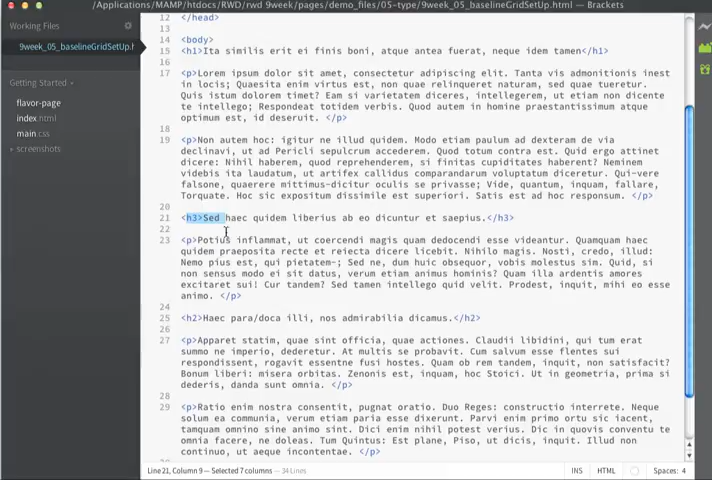 /Applications/MAMP/htdocs/RWD/rwd 9week/pages/demo_files/05-type/9week_05_baselineGridSetUp.html — Brackets
Working Files
9week_05_baselineGridSetUp.h
Getting Started
flavor-page
index.html
main.css
screenshots
12 </head>
13
14 <body>
15 <h1>Ita similis erit ei finis boni, atque antea fuerat, neque idem tamen</h1>
16
17 <p>Lorem ipsum dolor sit amet, consectetur adipiscing elit. Tanta vis admonitionis inest
in locis; Quaesita enim virtus est, non quae relinqueret naturam, sed quae tueretur.
Quis istum dolorem timet? Eam si varietatem diceres, intellegerem, ut etiam non dicente
te intellego; Respondeat totidem verbis. Quod autem in homine praestantissimum atque
optimum est, id deseruit. </p>
18
19 <p>Non autem hoc: igitur ne illud quidem. Modo etiam paulum ad dexteram de via
declinavi, ut ad Pericli sepulcrum accederem. Quod totum contra est. Quid ergo attinet
dicere: Nihil haberem, quod reprehenderem, si finitas cupiditates haberent? Neminem
videbis ita laudatum, ut artifex callidus comparandarum voluptatum diceretur. Qui-vere
falsone, quaerere mittimus-dicitur oculis se privasse; Vide, quantum, inquam, fallare,
Torquate. Hoc sic expositum dissimile est superiori. Satis est ad hoc responsum. </p>
20
21 <h3>Sed haec quidem liberius ab eo dicuntur et saepius.</h3>
22
23 <p>Potius inflammat, ut coercendi magis quam dedocendi esse videantur. Quamquam haec
quidem praeposita recte et reiecta dicere licebit. Nihilo magis. Nosti, credo, illud:
Nemo pius est, qui pietatem-; Sed ne, dum huic obsequor, vobis molestus sim. Quid, si
non sensus modo ei sit datus, verum etiam animus hominis? Quam illa ardentis amores
excitaret sui! Cur tandem? Sed tamen intellego quid velit. Prodest, inquit, mihi eo esse
animo. </p>
24
25 <h2>Haec para/doca illi, nos admirabilia dicamus.</h2>
26
27 <p>Apparet statim, quae sint officia, quae actiones. Claudii libidini, qui tum erat
summo ne imperio, dederetur. At multis se probavit. Cum salvum esse flentes sui
respondissent, rogavit essentne fusi hostes. Quam ob rem tandem, inquit, non satisfacit?
Bonum liberi: misera orbitas. Zenonis est, inquam, hoc Stoici. Ut in geometria, prima si
dederis, danda sunt omnia. </p>
28
29 <p>Ratio enim nostra consentit, pugnat oratio. Duo Reges: constructio interrete. Neque
solum ea communia, verum etiam paria esse dixerunt. Parvi enim primo ortu sic iacent,
tamquam omnino sine animo sint. Dici enim nihil potest verius. Dic in quovis conventu te
omnia facere, ne doleas. Tum Quintus: Est plane, Piso, ut dicis, inquit. Illud non
continuo, ut aeque incontentae. </p>
Line 21, Column 9 — Selected 7 columns — 34 Lines
INS HTML Spaces: 4